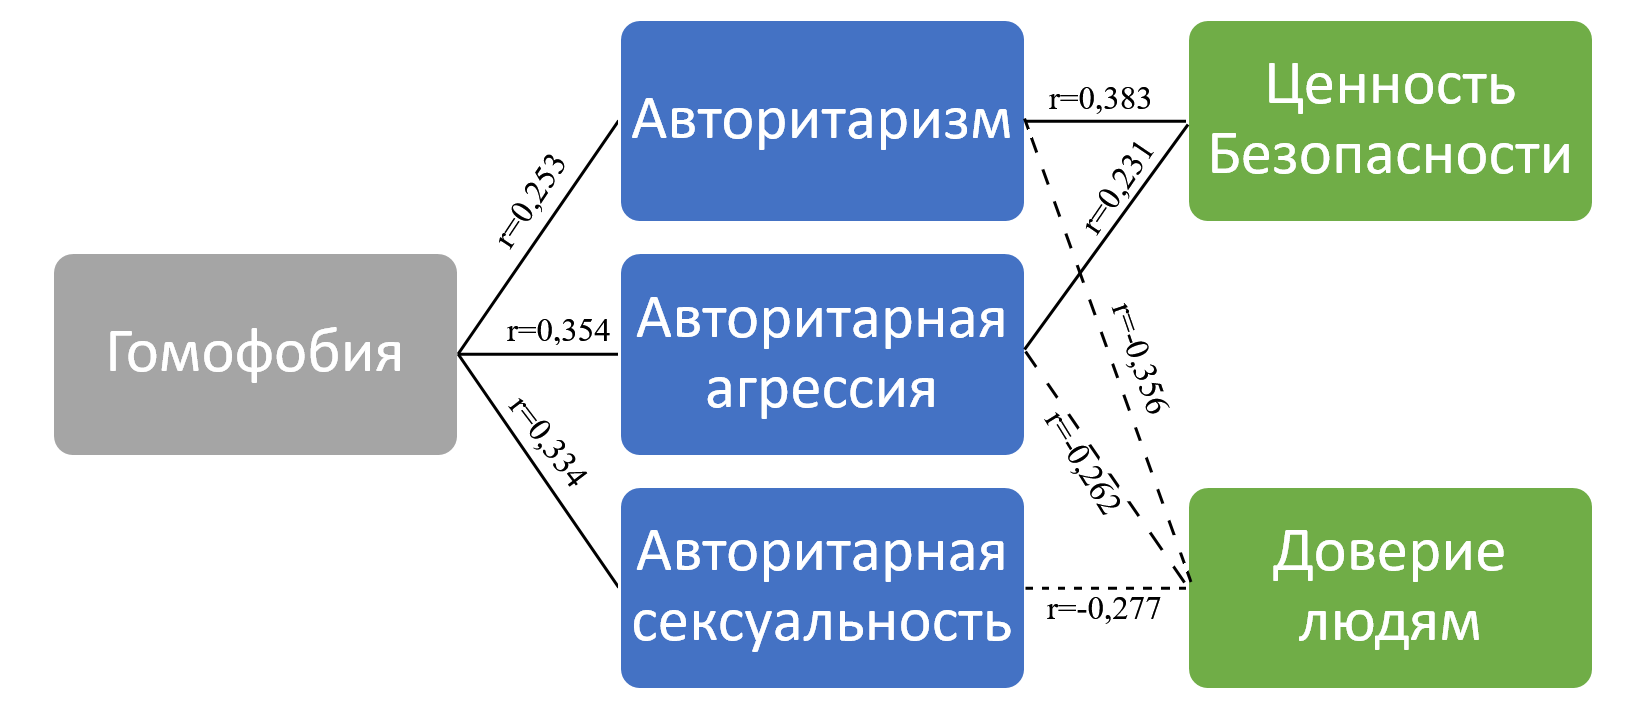 Гомофобия
r=0,253
r=0,354
r=0,334
Авторитаризм
Авторитарная
агрессия
Авторитарная
сексуальность
r=0,383
r=0,231
r=-0,356
r=-0,262
r=-0,277
Ценность
Безопасности
Доверие
людям